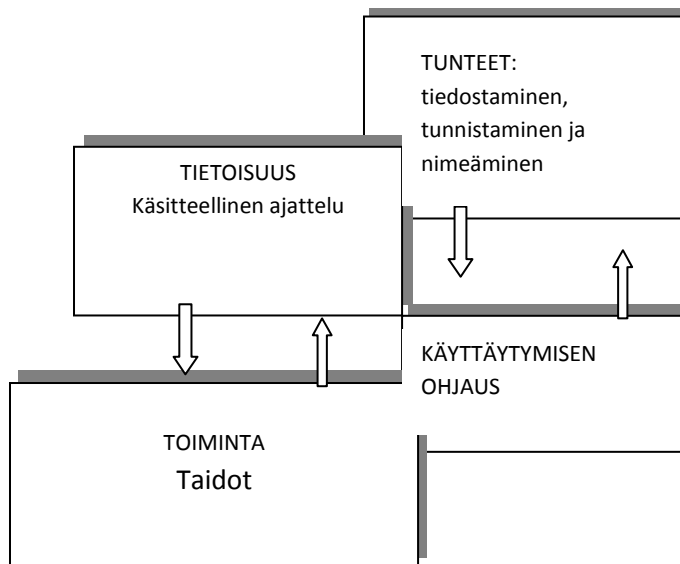 TUNTEET:
tiedostaminen,
tunnistaminen ja
nimeäminen
TIETOISUUS
Käsitteellinen ajattelu
KÄYTTÄYTYMISEN
OHJAUS
TOIMINTA
Taidot